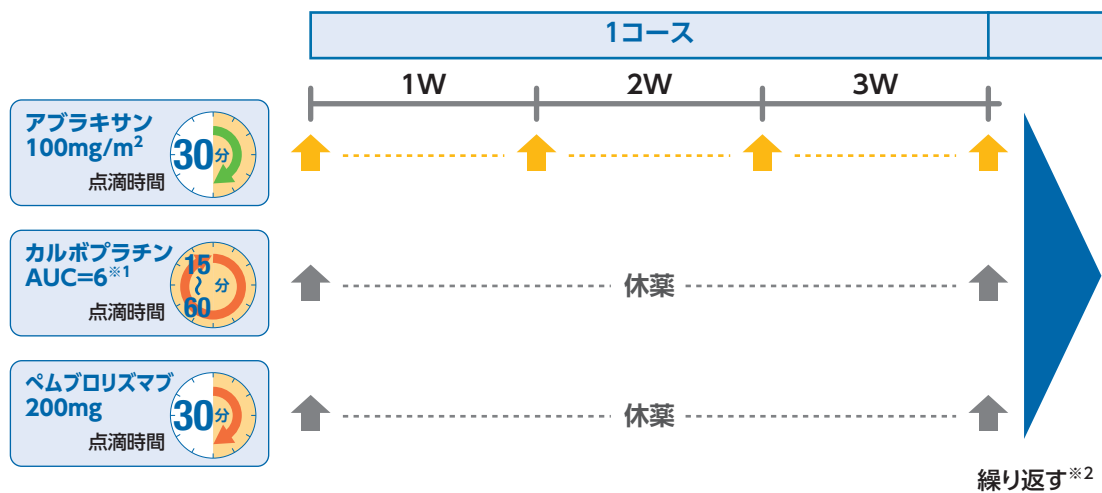 1コース
1W
2W
3W
アブラキサン
100mg/m²
点滴時間
30分
カルボプラチン
AUC=6※1
点滴時間
15
〜 分
60
休薬
ペムブロリズマブ
200mg
点滴時間
30分
休薬
繰り返す※2